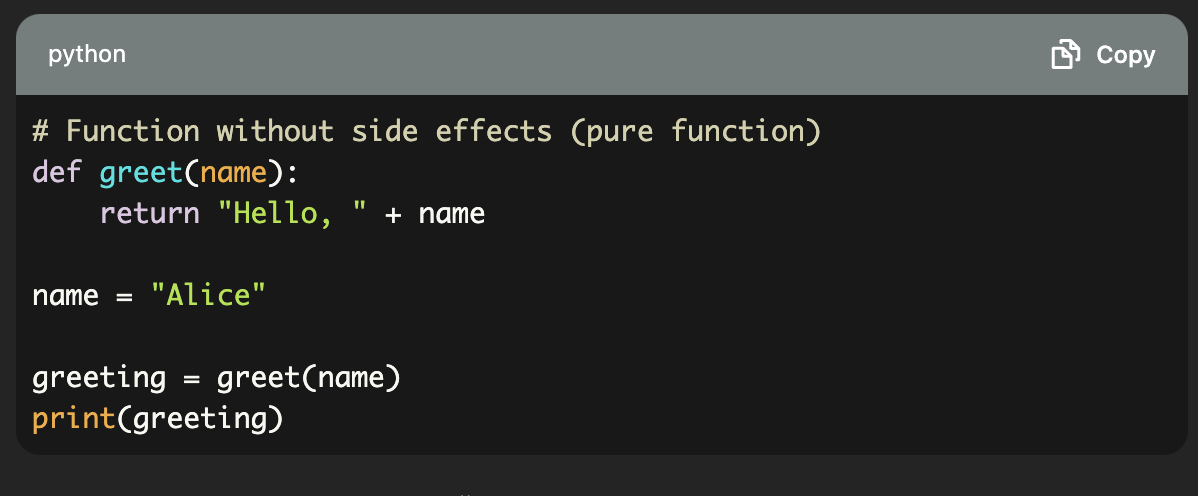 python
Copy
# Function without side effects (pure function)
def greet(name):
    return "Hello, " + name
name = "Alice"
greeting = greet(name)
print(greeting)